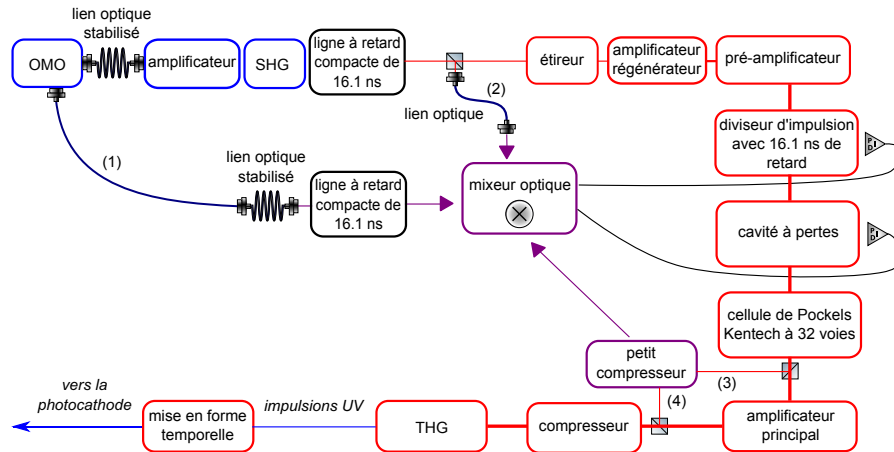 lien optique
stabilisé
OMO
amplificateur
SHG
ligne à retard
compacte de
16.1 ns
étireur
amplificateur
régénérateur
pré-amplificateur
(2)
lien optique
(1)
diviseur d'impulsion
avec 16.1 ns de
retard
PD
lien optique
stabilisé
ligne à retard
compacte de
16.1 ns
mixeur optique
cavité à pertes
PD
cellule de Pockels
Kentech à 32 voies
petit
compresseur
(3)
(4)
vers la
photocathode
mise en forme
temporelle
impulsions UV
THG
compresseur
amplificateur
principal